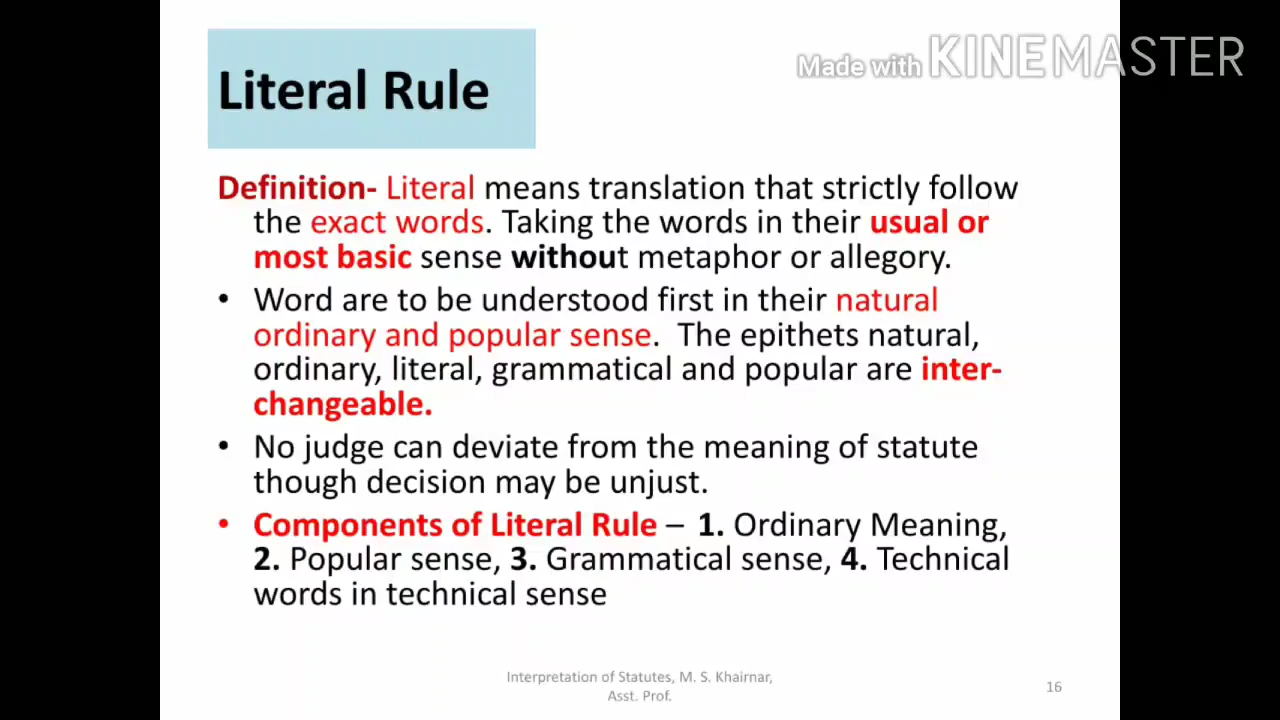 Literal Rule
Made with KINEMASTER
Definition- Literal means translation that strictly follow
the exact words. Taking the words in their usual or
most basic sense without metaphor or allegory.
• Word are to be understood first in their natural
ordinary and popular sense. The epithets natural,
ordinary, literal, grammatical and popular are inter-
changeable.
• No judge can deviate from the meaning of statute
though decision may be unjust.
• Components of Literal Rule – 1. Ordinary Meaning,
2. Popular sense, 3. Grammatical sense, 4. Technical
words in technical sense
Interpretation of Statutes, M. S. Khairnar,
Asst. Prof.
16